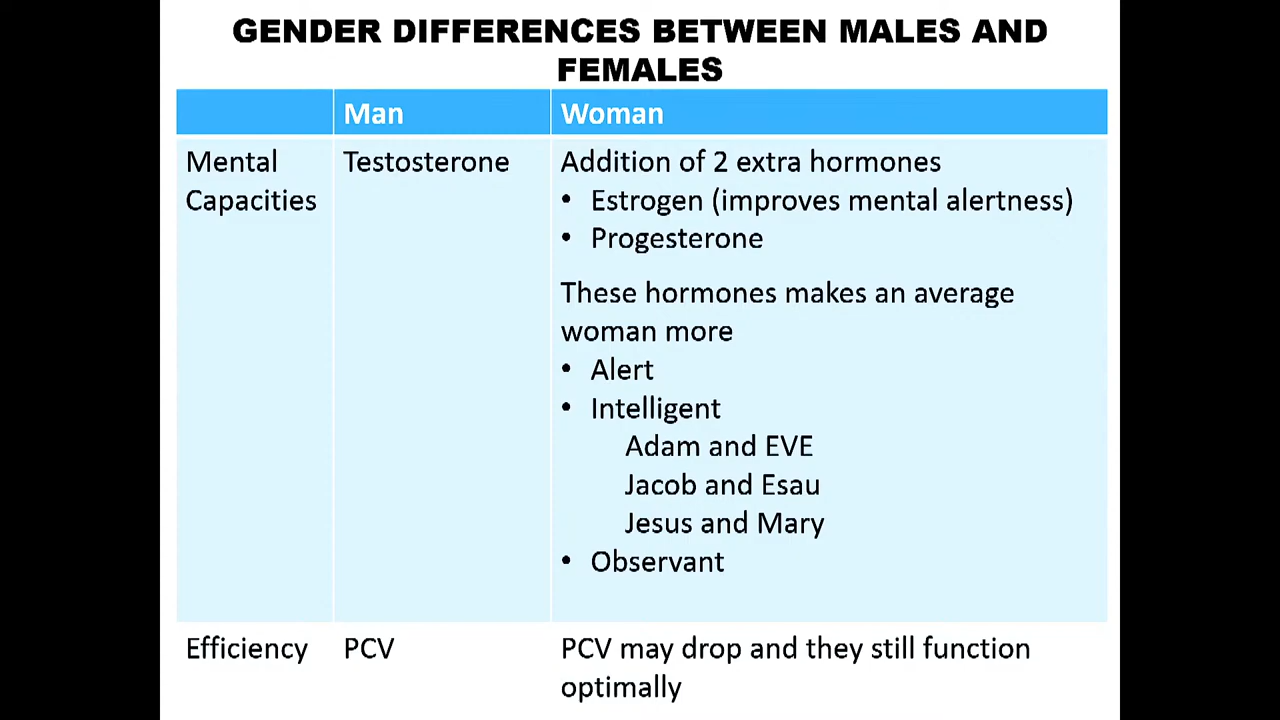 GENDER DIFFERENCES BETWEEN MALES AND
FEMALES
Man
Woman
Mental
Capacities
Testosterone
Addition of 2 extra hormones
• Estrogen (improves mental alertness)
• Progesterone
These hormones makes an average
woman more
• Alert
• Intelligent
Adam and EVE
Jacob and Esau
Jesus and Mary
• Observant
Efficiency
PCV
PCV may drop and they still function
optimally